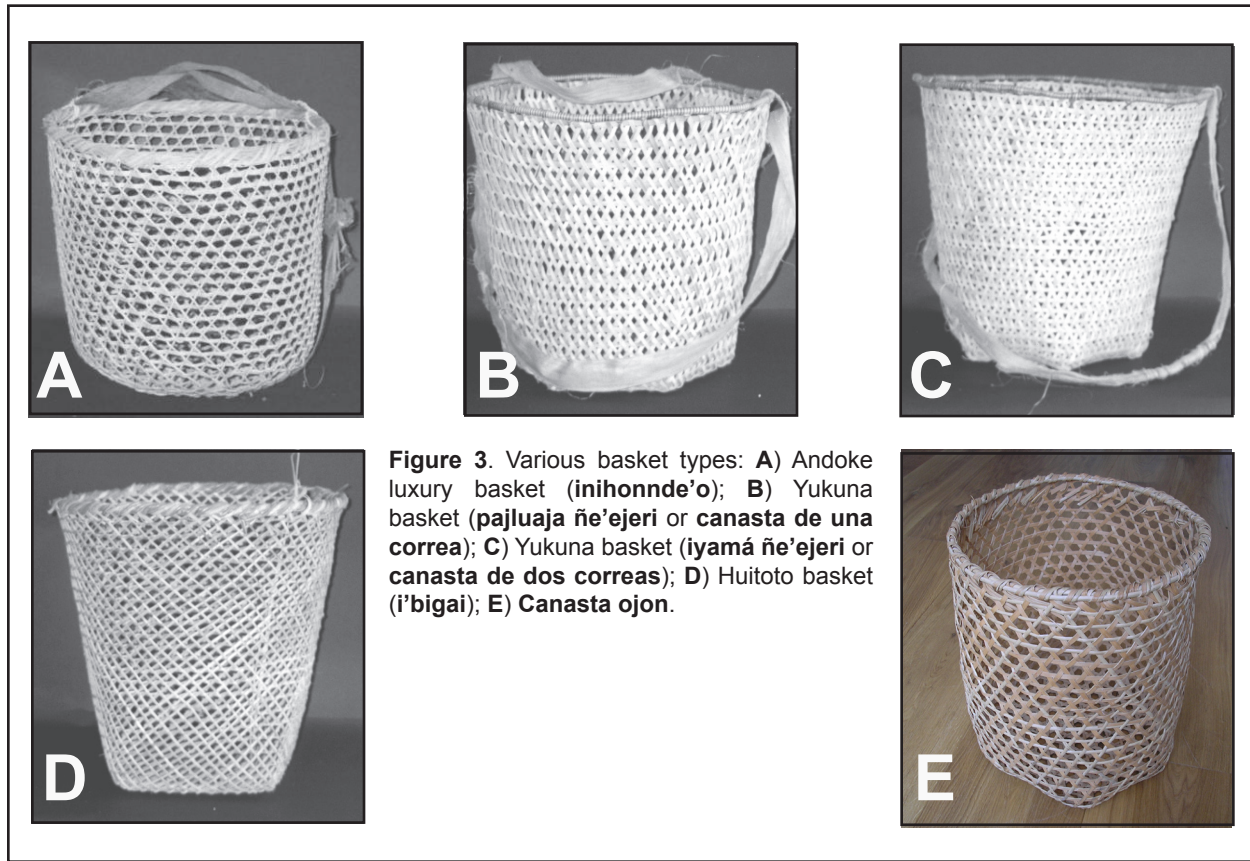 A
B
C
Figure 3. Various basket types: A) Andoke
luxury basket (inihonnde’o); B) Yukuna
basket (pajluaja ñe’ejeri or canasta de una
correa); C) Yukuna basket (iyamá ñe’ejeri or
canasta de dos correas); D) Huitoto basket
(i’bigai); E) Canasta ojon.
D
E